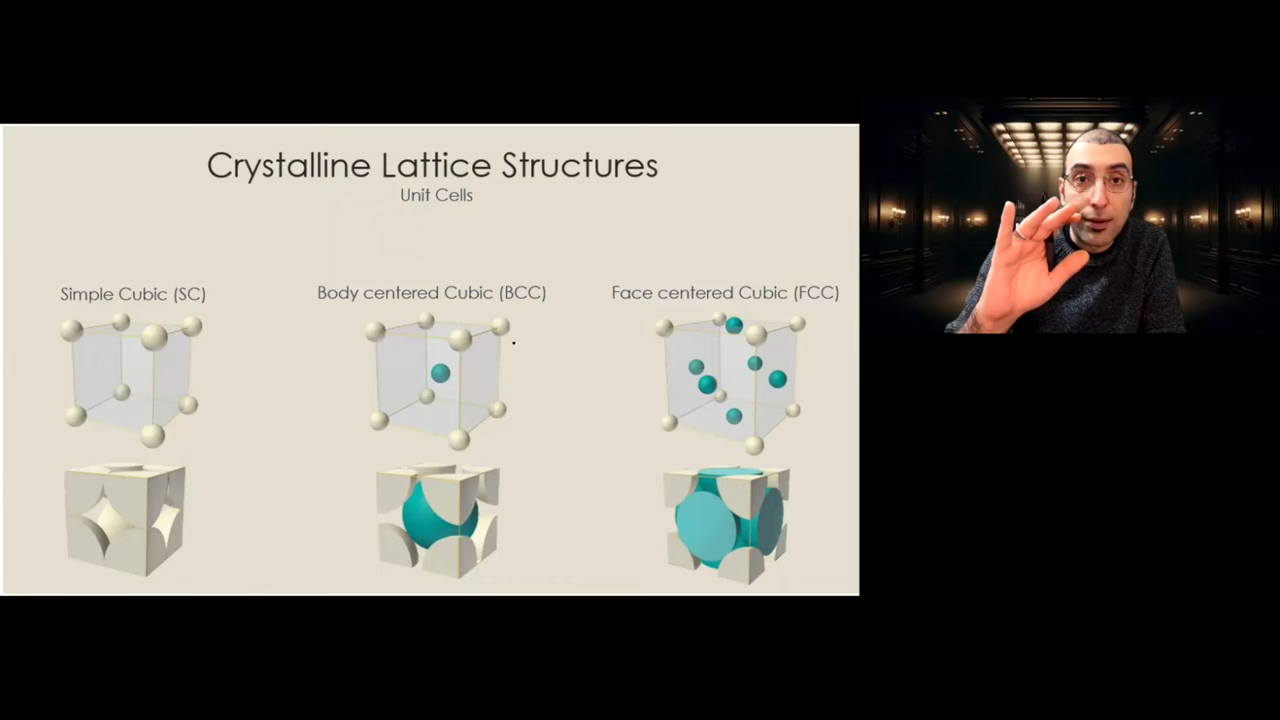 Crystalline Lattice Structures
Unit Cells
Simple Cubic (SC)
Body centered Cubic (BCC)
Face centered Cubic (FCC)